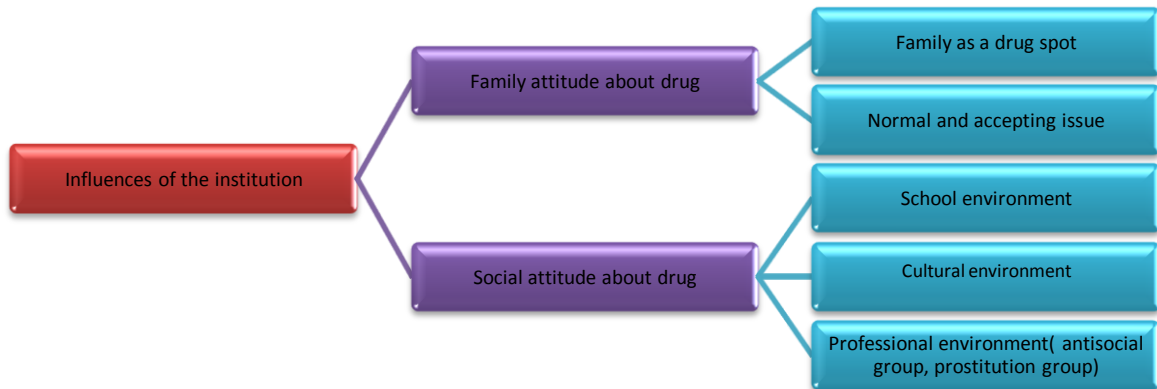 Influences of the institution
Family attitude about drug
Family as a drug spot
Normal and accepting issue
Social attitude about drug
School environment
Cultural environment
Professional environment( antisocial
group, prostitution group)